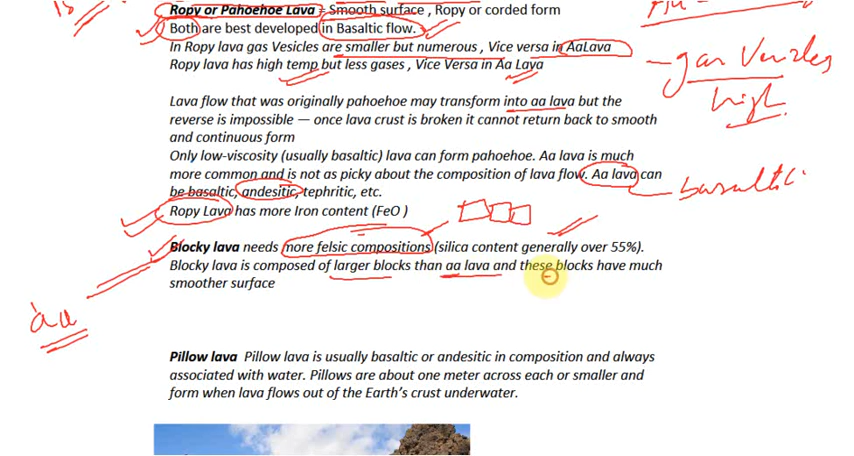 Ropy or Pahoehoe Lava = Smooth surface , Ropy or corded form
Both are best developed in Basaltic flow.
In Ropy lava gas Vesicles are smaller but numerous , Vice versa in AaLava
Ropy lava has high temp but less gases , Vice Versa in Aa Lava
gas Vesicles
high
Lava flow that was originally pahoehoe may transform into aa lava but the
reverse is impossible — once lava crust is broken it cannot return back to smooth
and continuous form
Only low-viscosity (usually basaltic) lava can form pahoehoe. Aa lava is much
more common and is not as picky about the composition of lava flow. Aa lava can
be basaltic, andesitic, tephritic, etc.
basaltic
Ropy Lava has more Iron content (FeO )
Blocky lava needs more felsic compositions (silica content generally over 55%).
Blocky lava is composed of larger blocks than aa lava and these blocks have much
smoother surface
aa
Pillow lava Pillow lava is usually basaltic or andesitic in composition and always
associated with water. Pillows are about one meter across each or smaller and
form when lava flows out of the Earth's crust underwater.